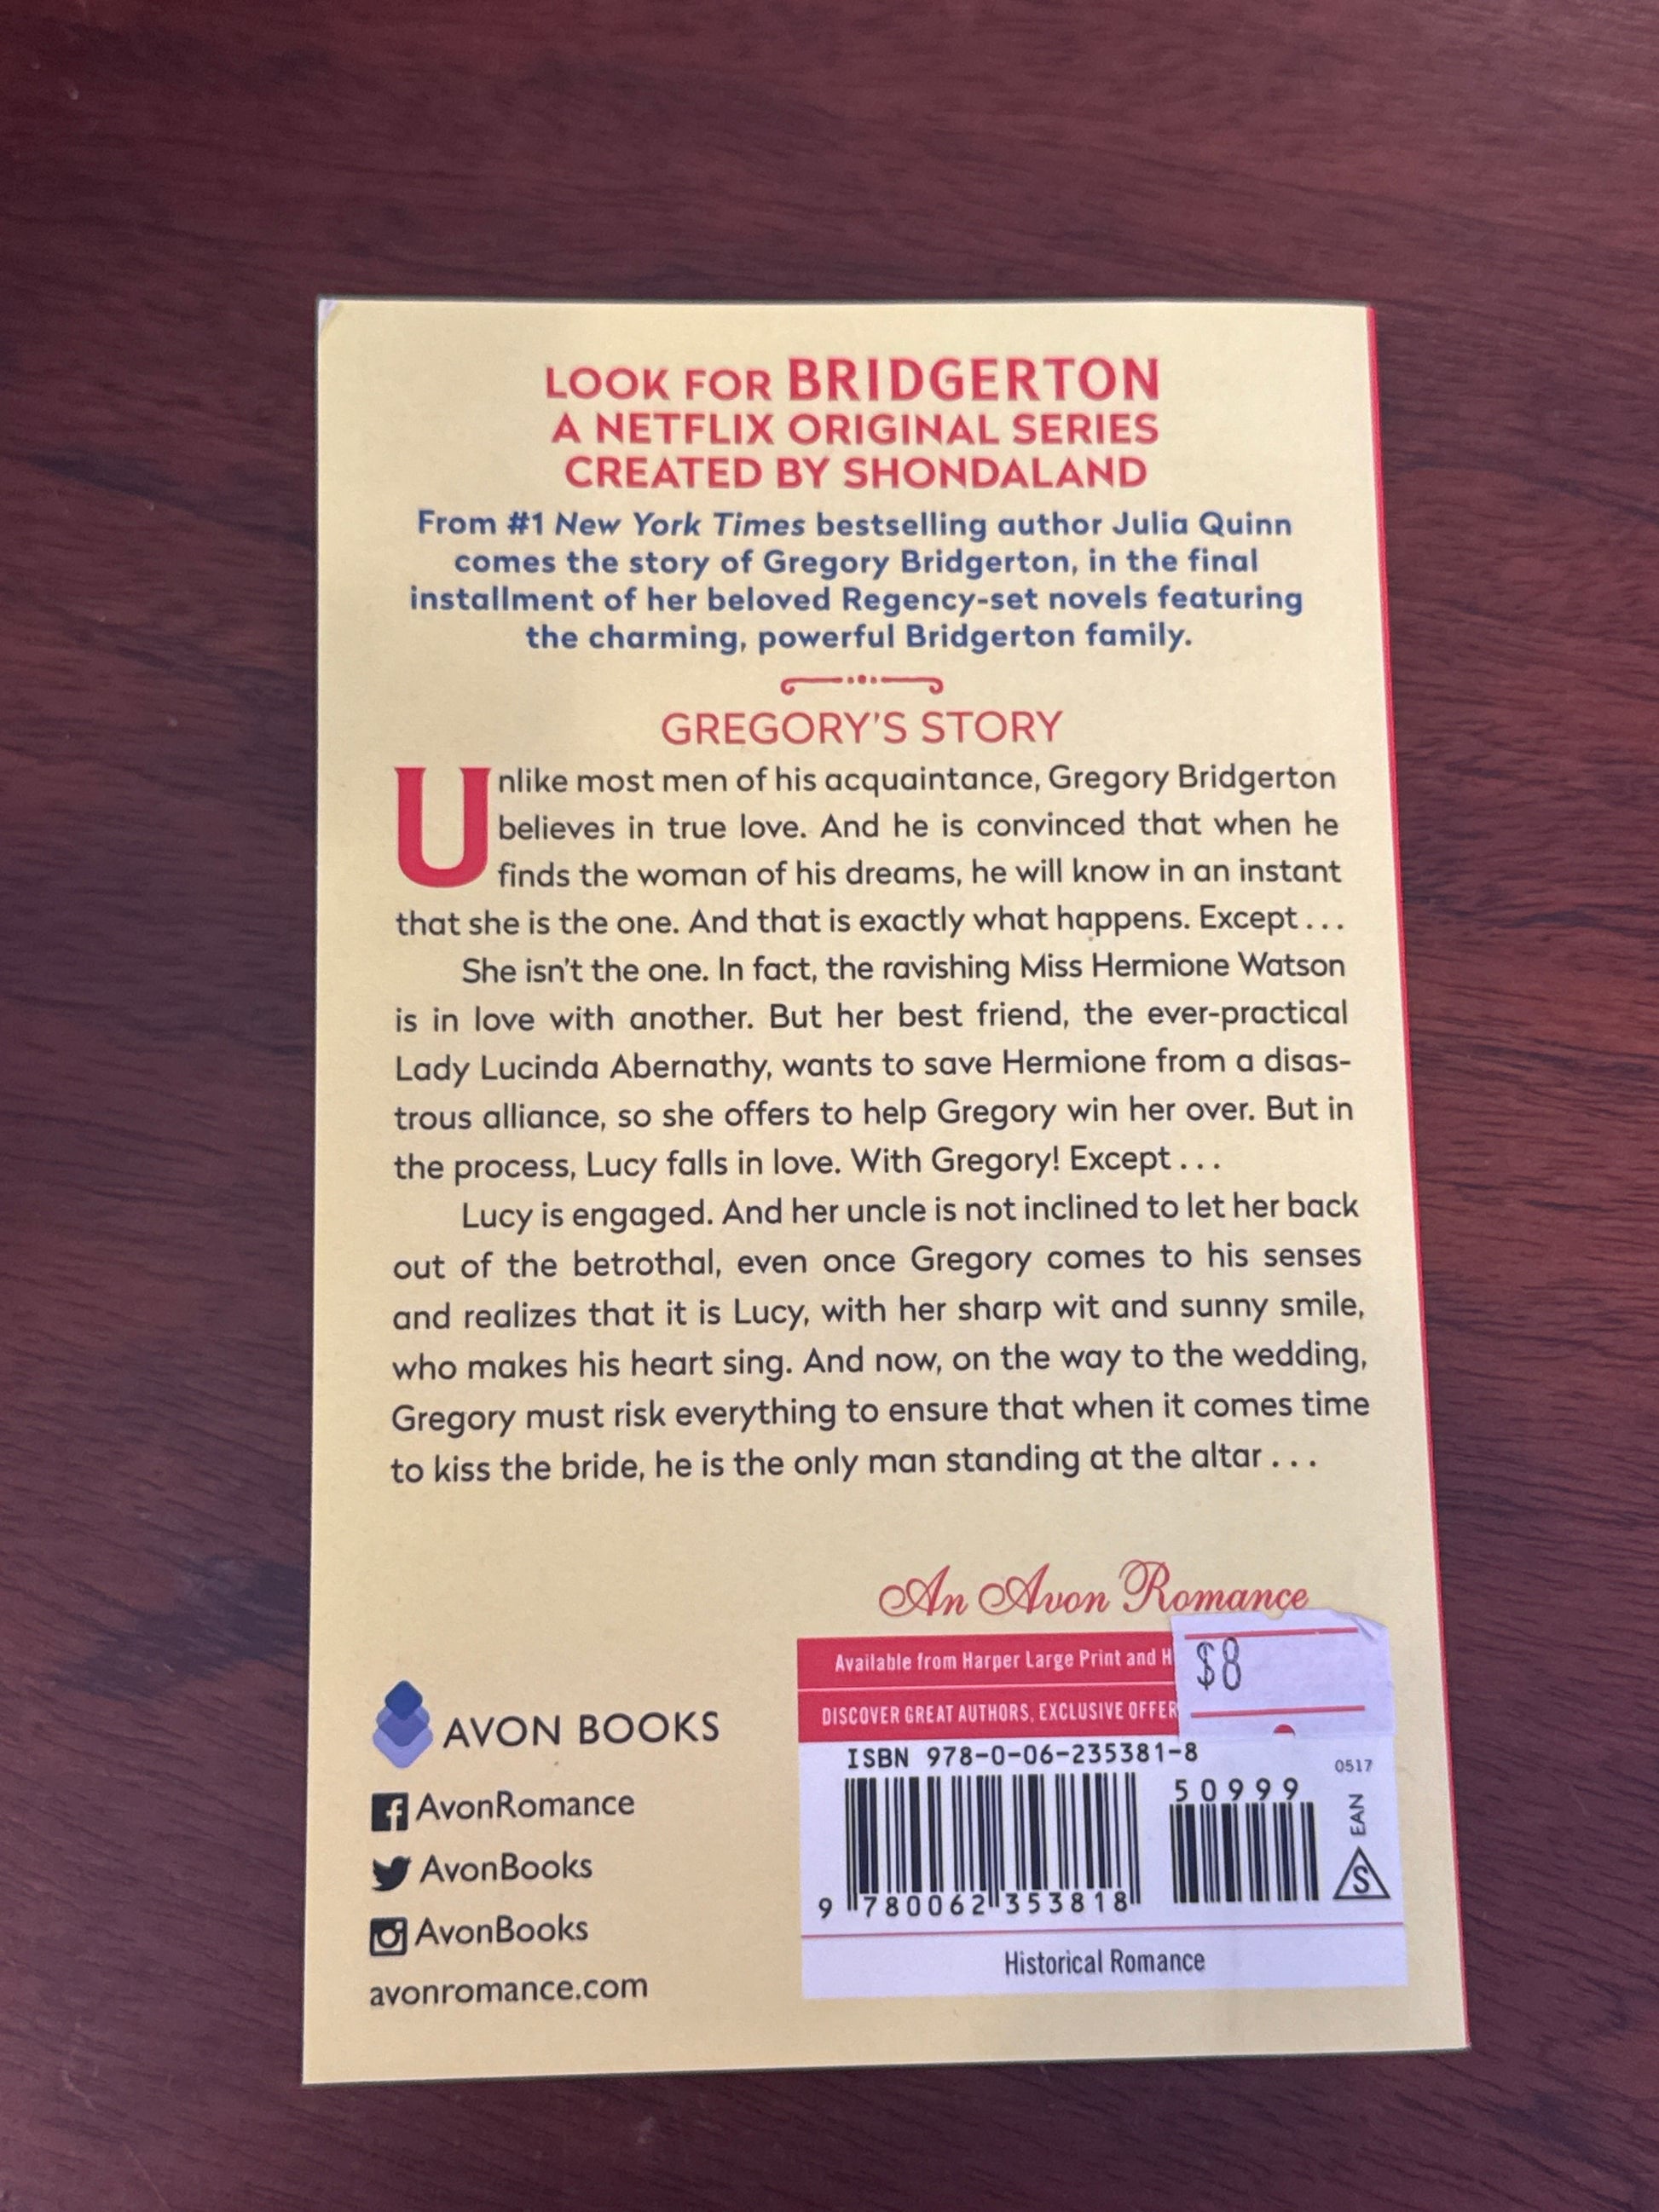 LOOK FOR BRIDGERTON
A NETFLIX ORIGINAL SERIES
CREATED BY SHONDALAND
From #1 New York Times bestselling author Julia Quinn
comes the story of Gregory Bridgerton, in the final
installment of her beloved Regency-set novels featuring
the charming, powerful Bridgerton family.
GREGORY'S STORY
Unlike most men of his acquaintance, Gregory Bridgerton
believes in true love. And he is convinced that when he
finds the woman of his dreams, he will know in an instant
that she is the one. And that is exactly what happens. Except . . .
She isn't the one. In fact, the ravishing Miss Hermione Watson
is in love with another. But her best friend, the ever-practical
Lady Lucinda Abernathy, wants to save Hermione from a disas-
trous alliance, so she offers to help Gregory win her over. But in
the process, Lucy falls in love. With Gregory! Except . . .
Lucy is engaged. And her uncle is not inclined to let her back
out of the betrothal, even once Gregory comes to his senses
and realizes that it is Lucy, with her sharp wit and sunny smile,
who makes his heart sing. And now, on the way to the wedding,
Gregory must risk everything to ensure that when it comes time
to kiss the bride, he is the only man standing at the altar . . .
An Avon Romance
Available from Harper Large Print and H
$8
DISCOVER GREAT AUTHORS, EXCLUSIVE OFFER
AVON BOOKS
AvonRomance
AvonBooks
AvonBooks
avonromance.com
ISBN 978-0-06-235381-8
0517
50999
EAN
S
9 780062 353818
Historical Romance